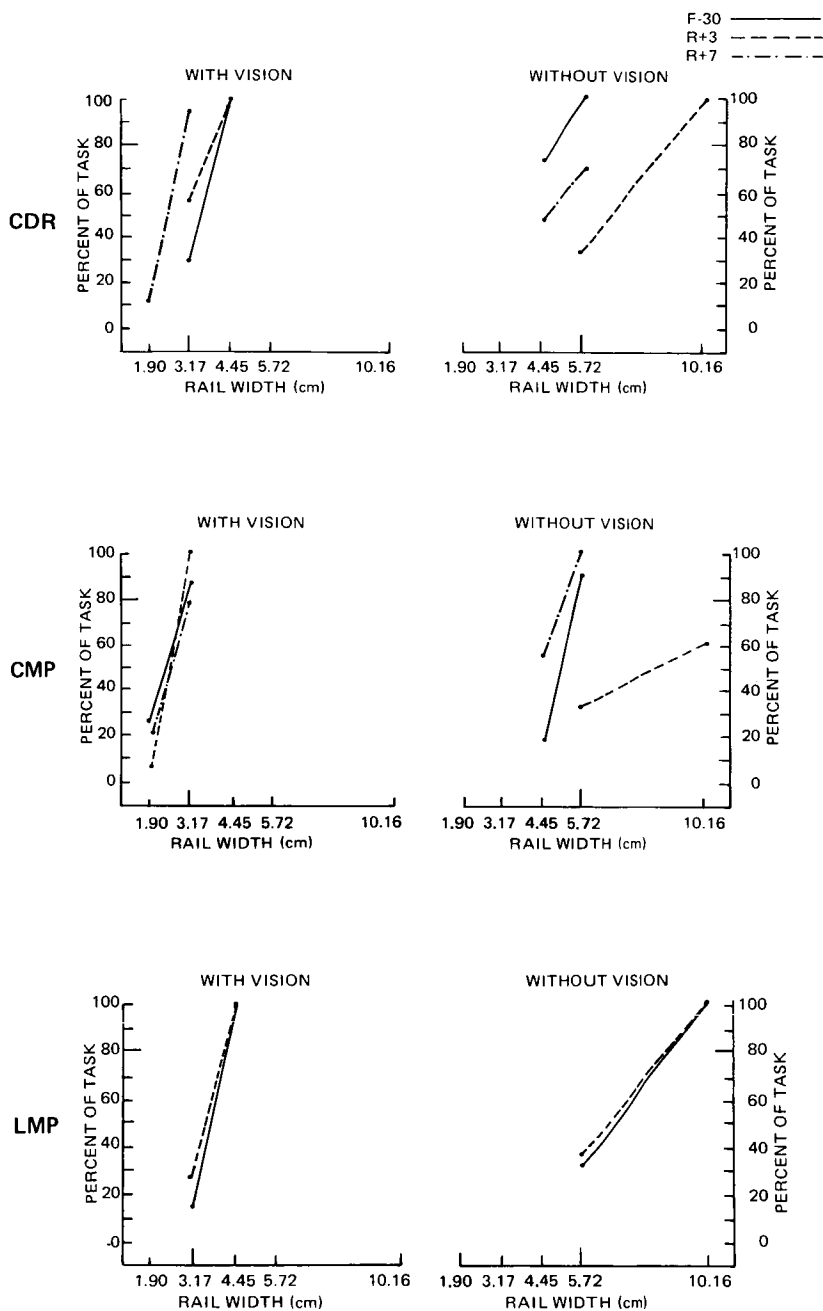 F-30
R+3
R+7
WITH VISION
WITHOUT VISION
CDR
PERCENT OF TASK
100
80
60
40
20
0
1.90 3.17 4.45 5.72 10.16
RAIL WIDTH (cm)
100
80
60
40
20
0
PERCENT OF TASK
1.90 3.17 4.45 5.72 10.16
RAIL WIDTH (cm)
WITH VISION
WITHOUT VISION
CMP
PERCENT OF TASK
100
80
60
40
20
0
1.90 3.17 4.45 5.72 10.16
RAIL WIDTH (cm)
100
80
60
40
20
0
PERCENT OF TASK
1.90 3.17 4.45 5.72 10.16
RAIL WIDTH (cm)
WITH VISION
WITHOUT VISION
LMP
PERCENT OF TASK
100
80
60
40
20
-0
1.90 3.17 4.45 5.72 10.16
RAIL WIDTH (cm)
100
80
60
40
20
0
PERCENT OF TASK
1.90 3.17 4.45 5.72 10.16
RAIL WIDTH (cm)